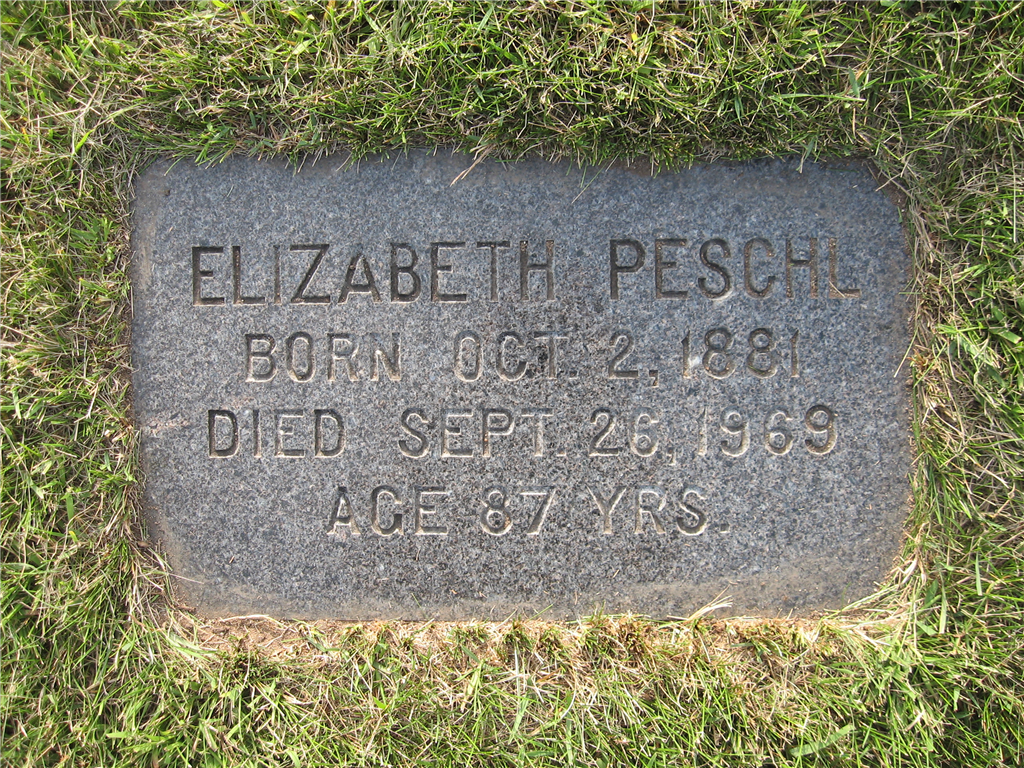 ELIZABETH PESCHL
BORN OCT. 2, 1881
DIED SEPT. 26, 1969
AGE 87 YRS.